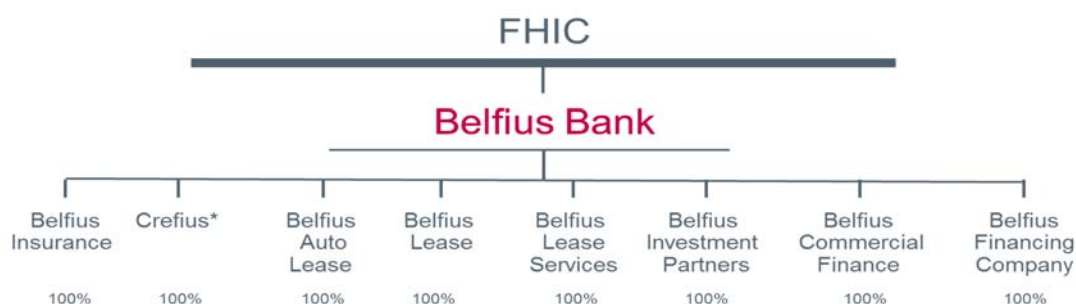 FHIC
Belfius Bank
Belfius Insurance
Crefius*
Belfius Auto Lease
Belfius Lease
Belfius Lease Services
Belfius Investment Partners
Belfius Commercial Finance
Belfius Financing Company
100% 100% 100% 100% 100% 100% 100% 100%